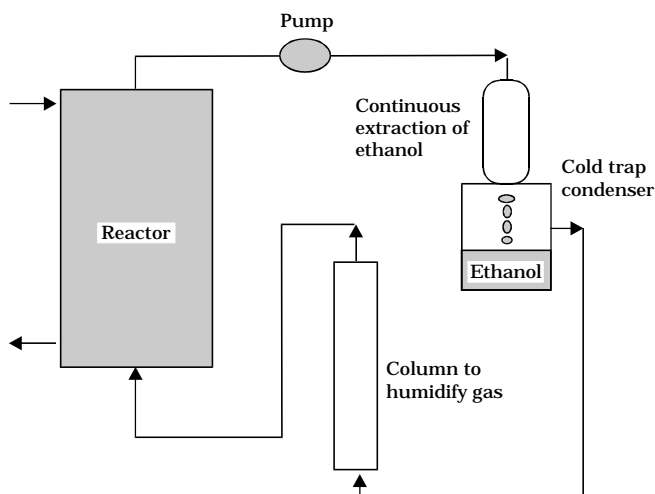 Pump
Continuous
extraction of
ethanol
Cold trap
condenser
Reactor
Ethanol
Column to
humidify gas